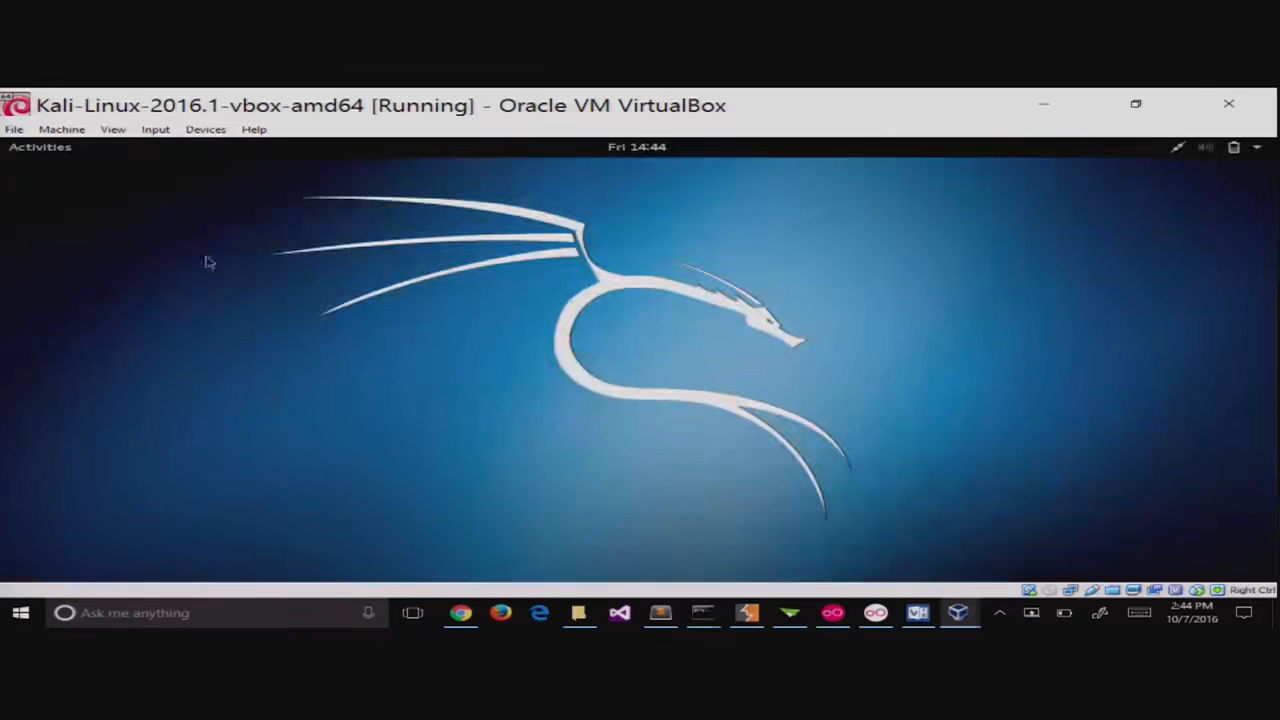 Kali-Linux-2016.1-vbox-amd64 [Running] - Oracle VM VirtualBox
File Machine View Input Devices Help
Activities Fri 14:44
Right Ctrl
Ask me anything
2:44 PM
10/7/2016